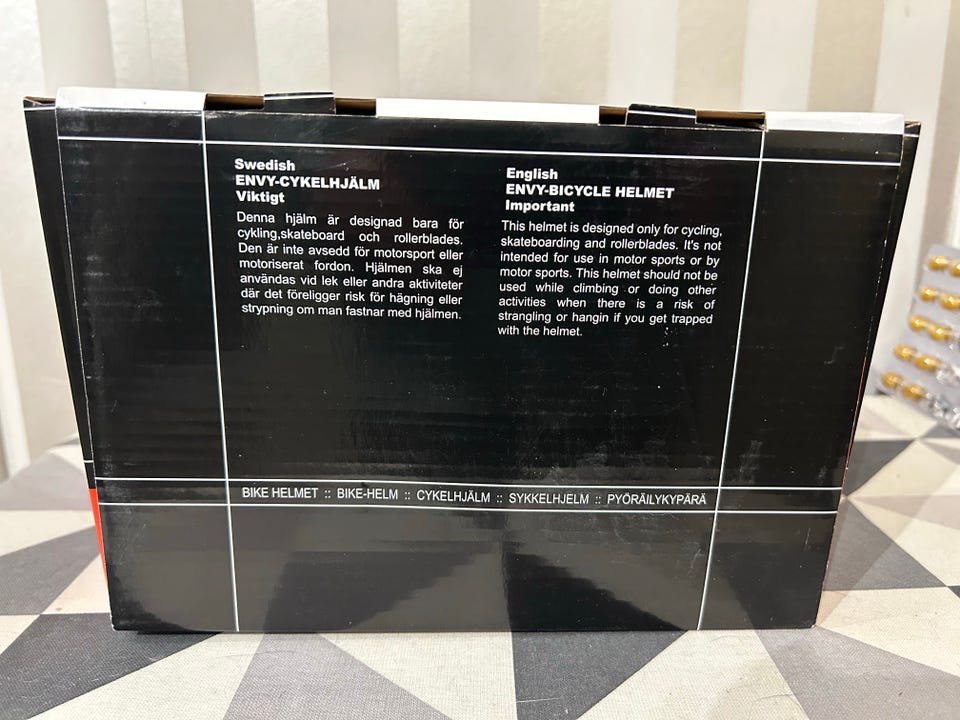 Swedish
ENVY-CYKELHJÄLM
Viktigt
Denna hjälm är designad bara för
cykling,skateboard och rollerblades.
Den är inte avsedd för motorsport eller
motoriserat fordon. Hjälmen ska ej
användas vid lek eller andra aktiviteter
där det föreligger risk för hägning eller
strypning om man fastnar med hjälmen.
English
ENVY-BICYCLE HELMET
Important
This helmet is designed only for cycling,
skateboarding and rollerblades. It's not
intended for use in motor sports or by
motor sports. This helmet should not be
used while climbing or doing other
activities when there is a risk of
strangling or hangin if you get trapped
with the helmet.
BIKE HELMET :: BIKE-HELM :: CYKELHJÄLM :: SYKKELHJELM :: PYÖRÄILYKYPÄRÄ